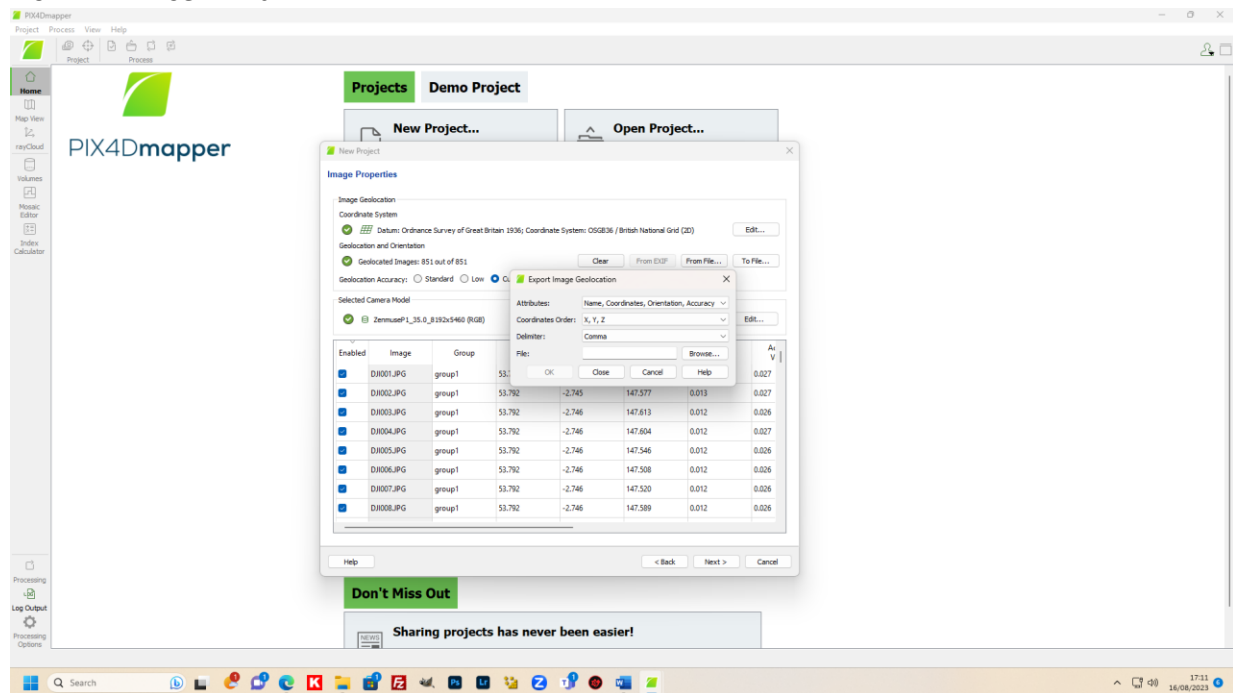 PIX4Dmapper
Project Process View Help
Project Process
Home
Map View
rayCloud
Volumes
Mosaic
Editor
Index
Calculator
Processing
Log Output
Processing
Options
PIX4Dmapper
Projects Demo Project
New Project...
Open Project...
New Project
Image Properties
Image Geolocation
Coordinate System
Datum: Ordnance Survey of Great Britain 1936; Coordinate System: OSGB36 / British National Grid (2D) Edit...
Geolocation and Orientation
Geolocated Images: 851 out of 851 Clear From EXIF From File... To File...
Geolocation Accuracy: Standard Low
Selected Camera Model
ZenmuseP1_35.0_8192x5460 (RGB) Edit...
Export Image Geolocation
Attributes: Name, Coordinates, Orientation, Accuracy
Coordinates Order: X, Y, Z
Delimiter: Comma
File: Browse...
OK Close Cancel Help
Enabled Image Group
DJI001.JPG group1 0.027
DJI002.JPG group1 53.792 -2.745 147.577 0.013 0.027
DJI003.JPG group1 53.792 -2.746 147.613 0.012 0.026
DJI004.JPG group1 53.792 -2.746 147.604 0.012 0.027
DJI005.JPG group1 53.792 -2.746 147.546 0.012 0.026
DJI006.JPG group1 53.792 -2.746 147.508 0.012 0.026
DJI007.JPG group1 53.792 -2.746 147.520 0.012 0.026
DJI008.JPG group1 53.792 -2.746 147.589 0.012 0.026
Help < Back Next > Cancel
Don't Miss Out
NEWS
Sharing projects has never been easier!
Search
17:11
16/08/2023